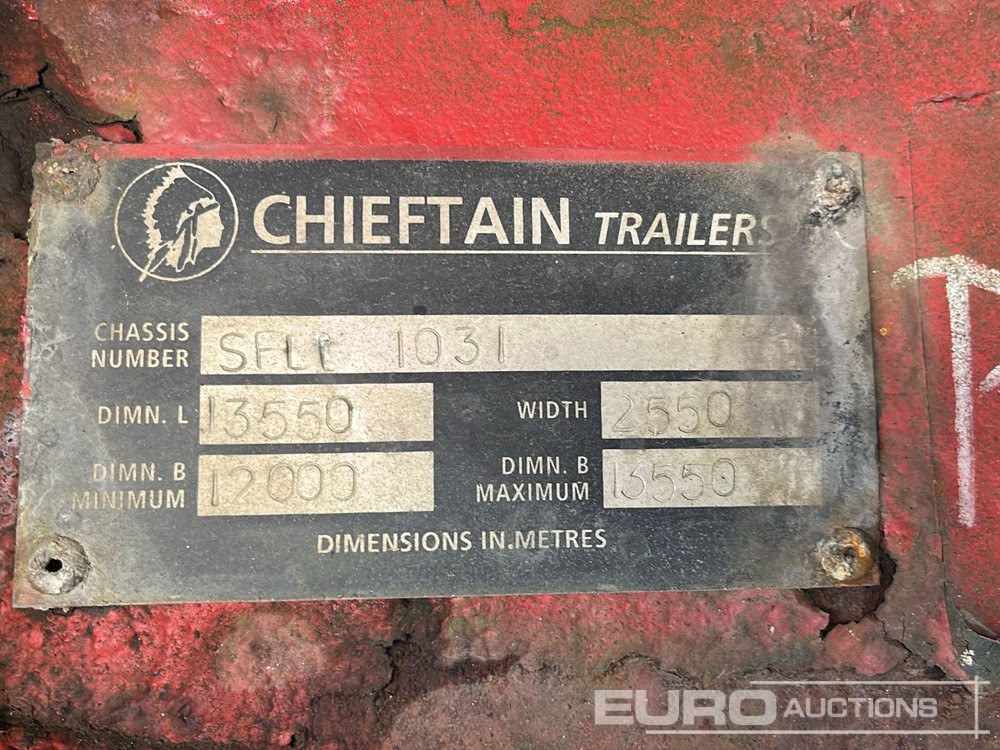 CHIEFTAIN TRAILERS
CHASSIS NUMBER 1031
DIMN. L 13550
WIDTH 2550
DIMN. B MINIMUM 12000
DIMN. B MAXIMUM 13550
DIMENSIONS IN.METRES
EURO AUCTIONS